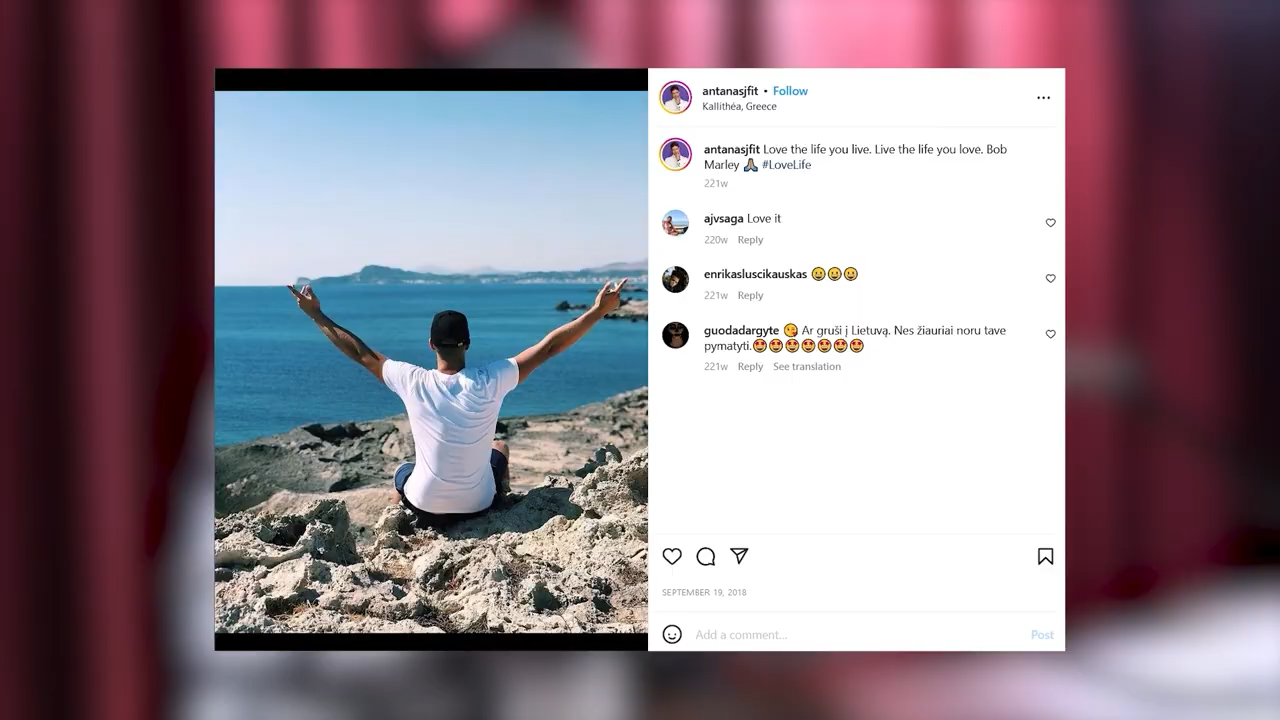 antanasjfit • Follow
Kallithéa, Greece
antanasjfit Love the life you live. Live the life you love. Bob
Marley 🙏 #LoveLife
221w
ajvsaga Love it
220w Reply
enrikasluscikauskas 😀😀😀
221w Reply
guodadargyte 😘 Ar gruši į Lietuvą. Nes žiauriai noru tave
pymatyti.😍😍😍😍😍😍😍
221w Reply See translation
SEPTEMBER 19, 2018
Add a comment... Post